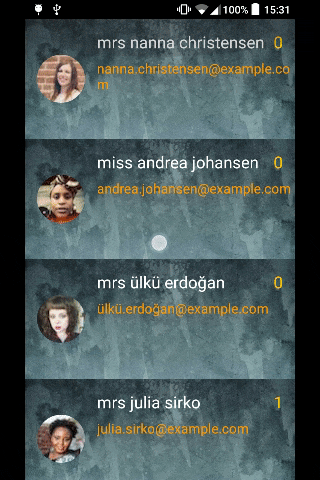 100% 15:31
mrs nanna christensen 0
nanna.christensen@example.co
m
miss andrea johansen 0
andrea.johansen@example.com
mrs ülkü erdoğan 0
ülkü.erdoğan@example.com
mrs julia sirko 1
julia.sirko@example.com